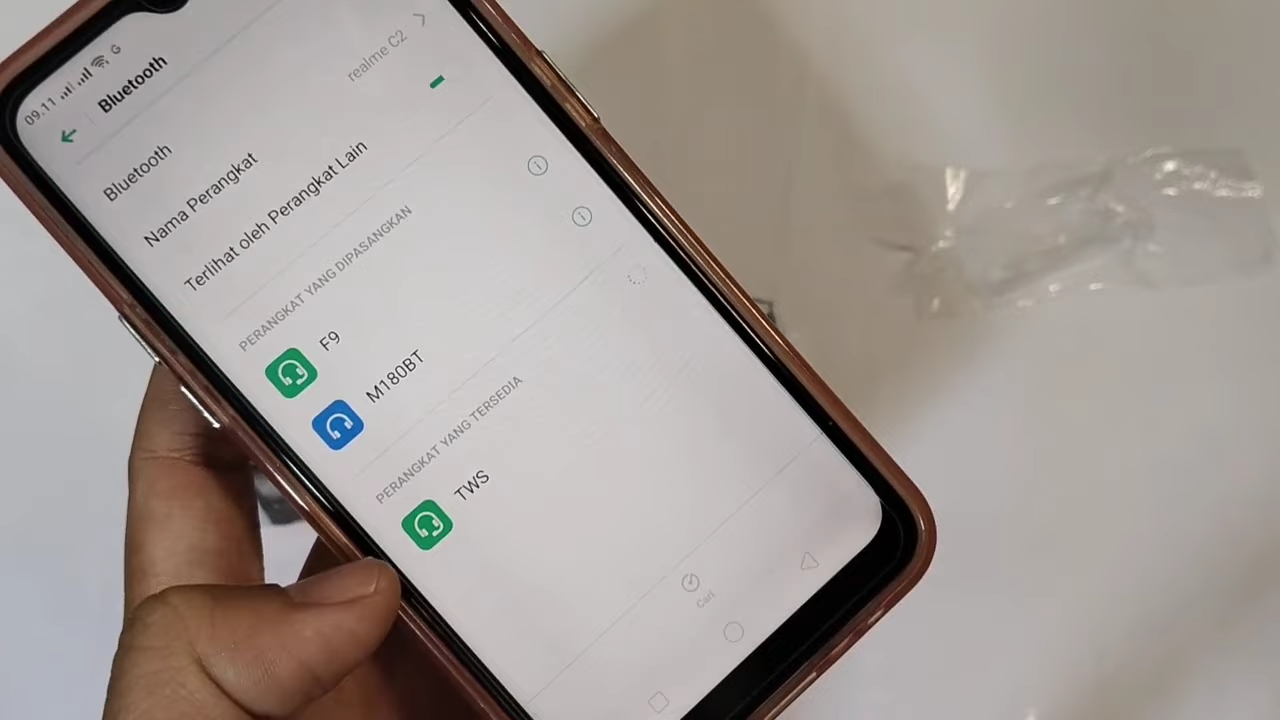 09.11
G
Bluetooth
Bluetooth
Nama Perangkat
realme C2
Terlihat oleh Perangkat Lain
PERANGKAT YANG DIPASANGKAN
F9
M180BT
PERANGKAT YANG TERSEDIA
TWS
Cari